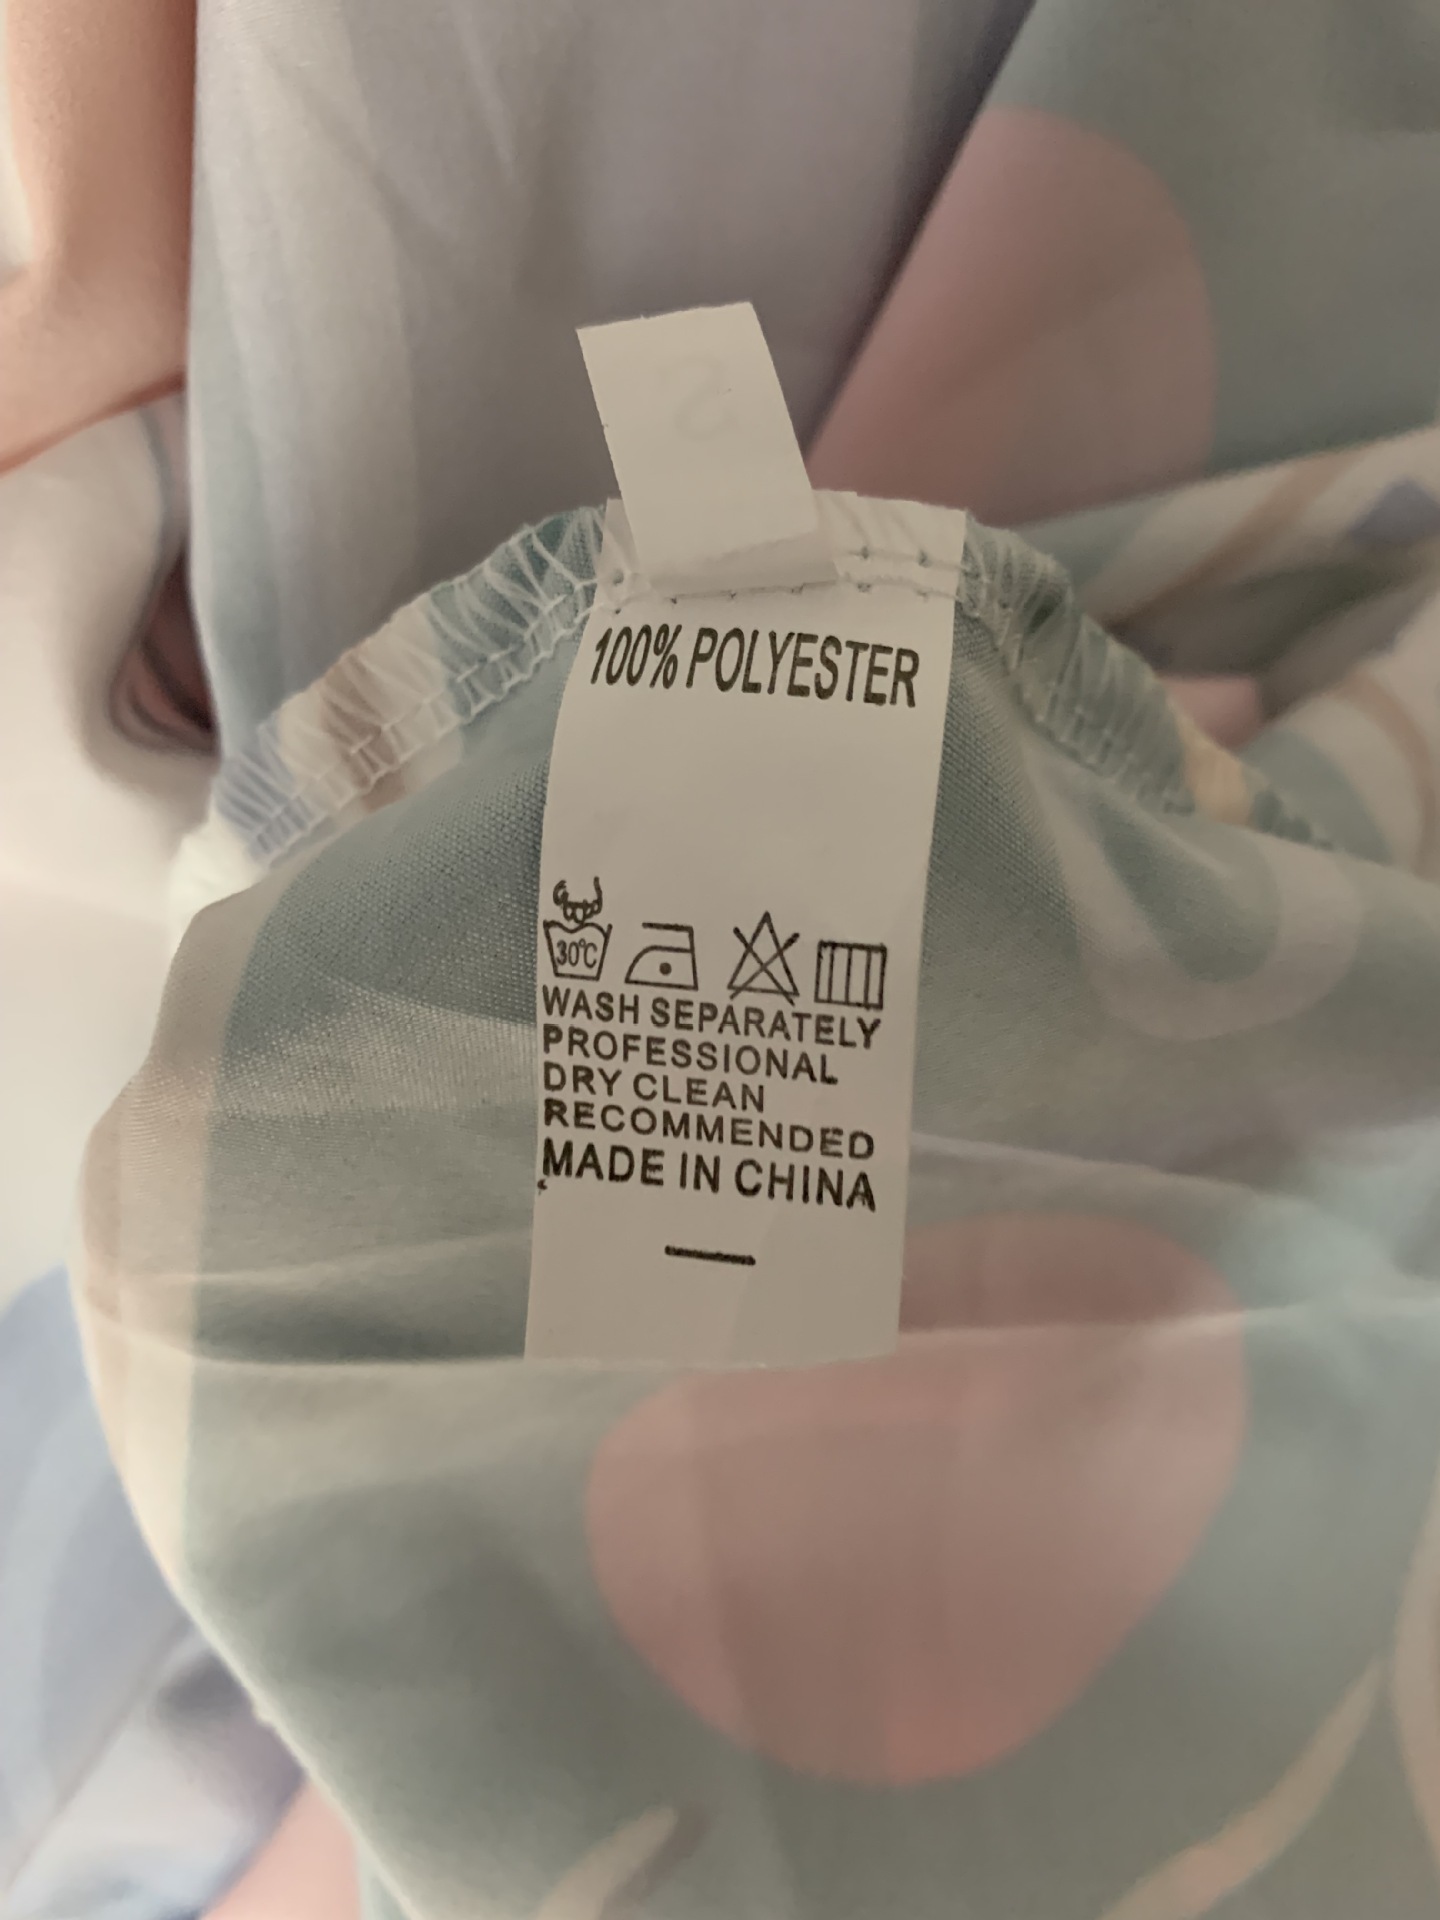 100% POLYESTER
30℃
WASH SEPARATELY
PROFESSIONAL
DRY CLEAN
RECOMMENDED
MADE IN CHINA